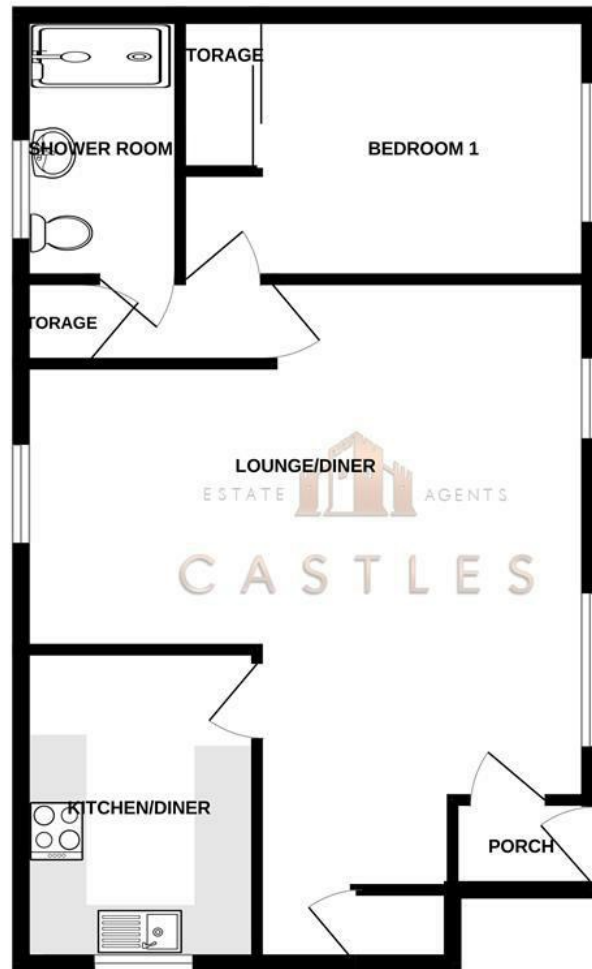 TORAGE
SHOWER ROOM
BEDROOM 1
TORAGE
LOUNGE/DINER
ESTATE AGENTS
CASTLES
KITCHEN/DINER
PORCH